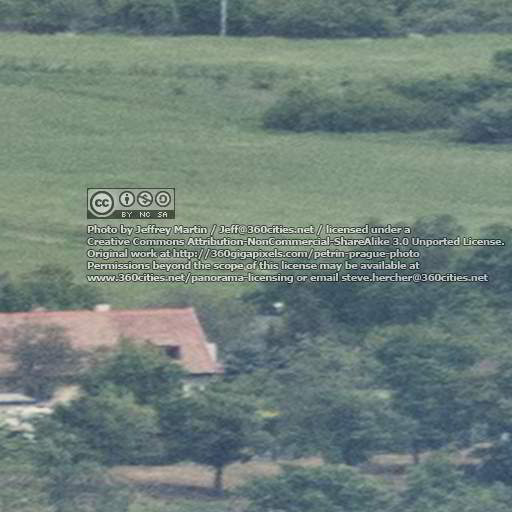 cc BY NC SA
Photo by Jeffrey Martin / Jeff@360cities.net / licensed under a
Creative Commons Attribution-NonCommercial-ShareAlike 3.0 Unported License.
Original work at http://360gigapixels.com/petrin-prague-photo
Permissions beyond the scope of this license may be available at
www.360cities.net/panorama-licensing or email steve.hercher@360cities.net